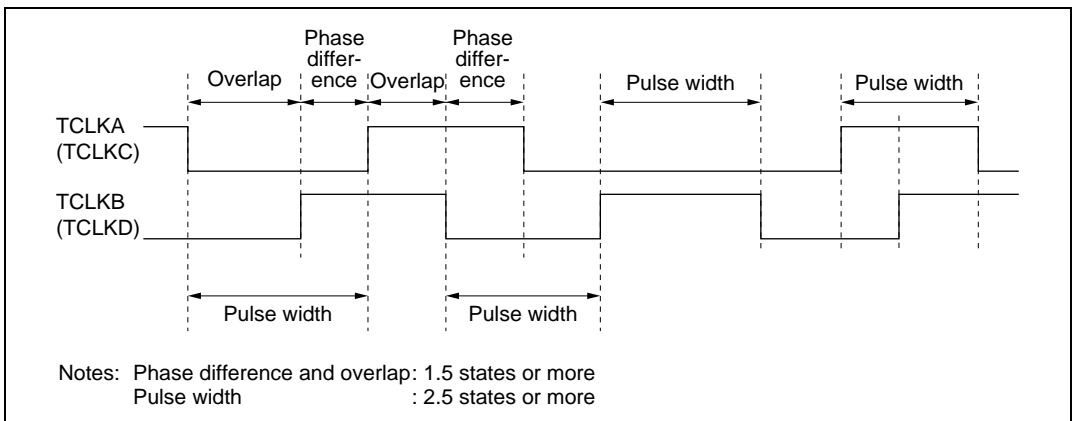 Phase
differ-
ence
Phase
differ-
ence
Overlap
Overlap
Pulse width
Pulse width
TCLKA
(TCLKC)
TCLKB
(TCLKD)
Pulse width
Pulse width
Notes: Phase difference and overlap: 1.5 states or more
Pulse width : 2.5 states or more